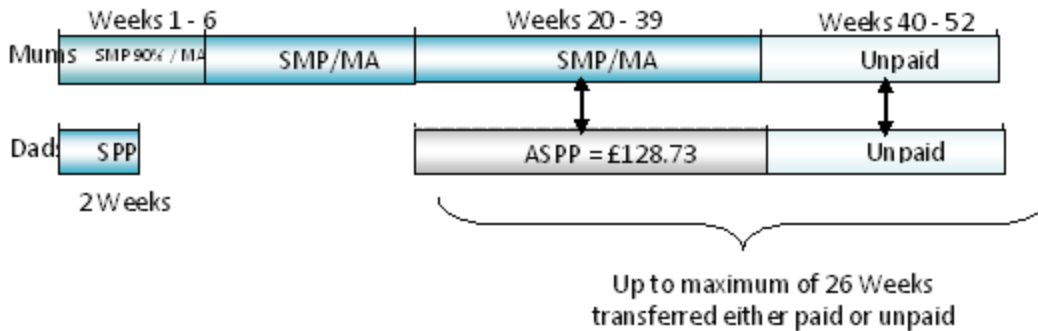 Weeks 1 - 6
Weeks 20 - 39
Weeks 40 - 52
Mums
SMP 90% / MA
SMP/MA
SMP/MA
Unpaid
Dads
SPP
ASPP = £128.73
Unpaid
2 Weeks
Up to maximum of 26 Weeks
transferred either paid or unpaid